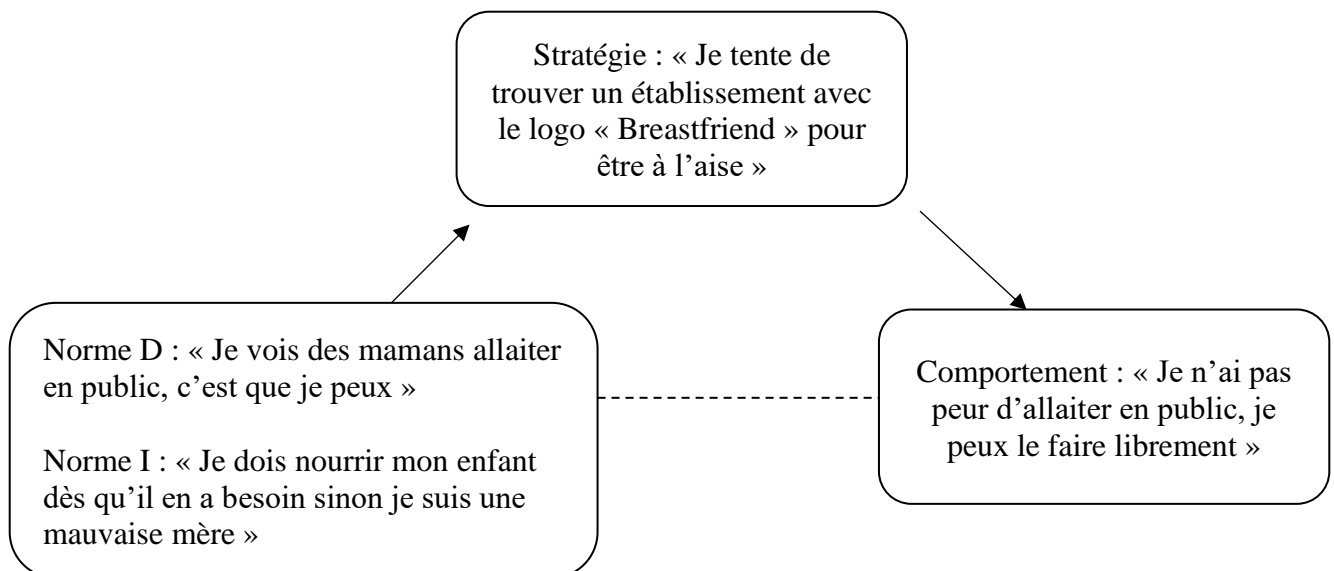 Stratégie : « Je tente de
trouver un établissement avec
le logo « Breastfriend » pour
être à l’aise »
Norme D : « Je vois des mamans allaiter
en public, c’est que je peux »
Norme I : « Je dois nourrir mon enfant
dès qu’il en a besoin sinon je suis une
mauvaise mère »
Comportement : « Je n’ai pas
peur d’allaiter en public, je
peux le faire librement »